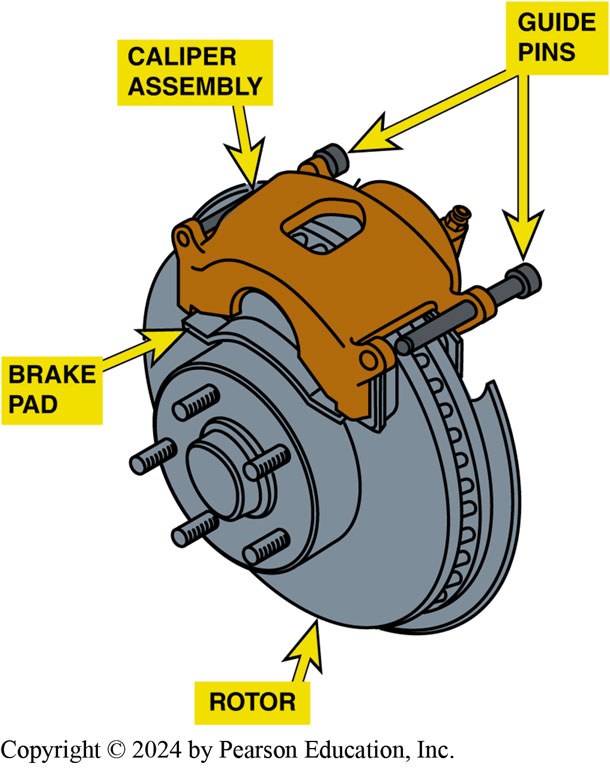 GUIDE
PINS
CALIPER
ASSEMBLY
BRAKE
PAD
ROTOR
Copyright © 2024 by Pearson Education, Inc.